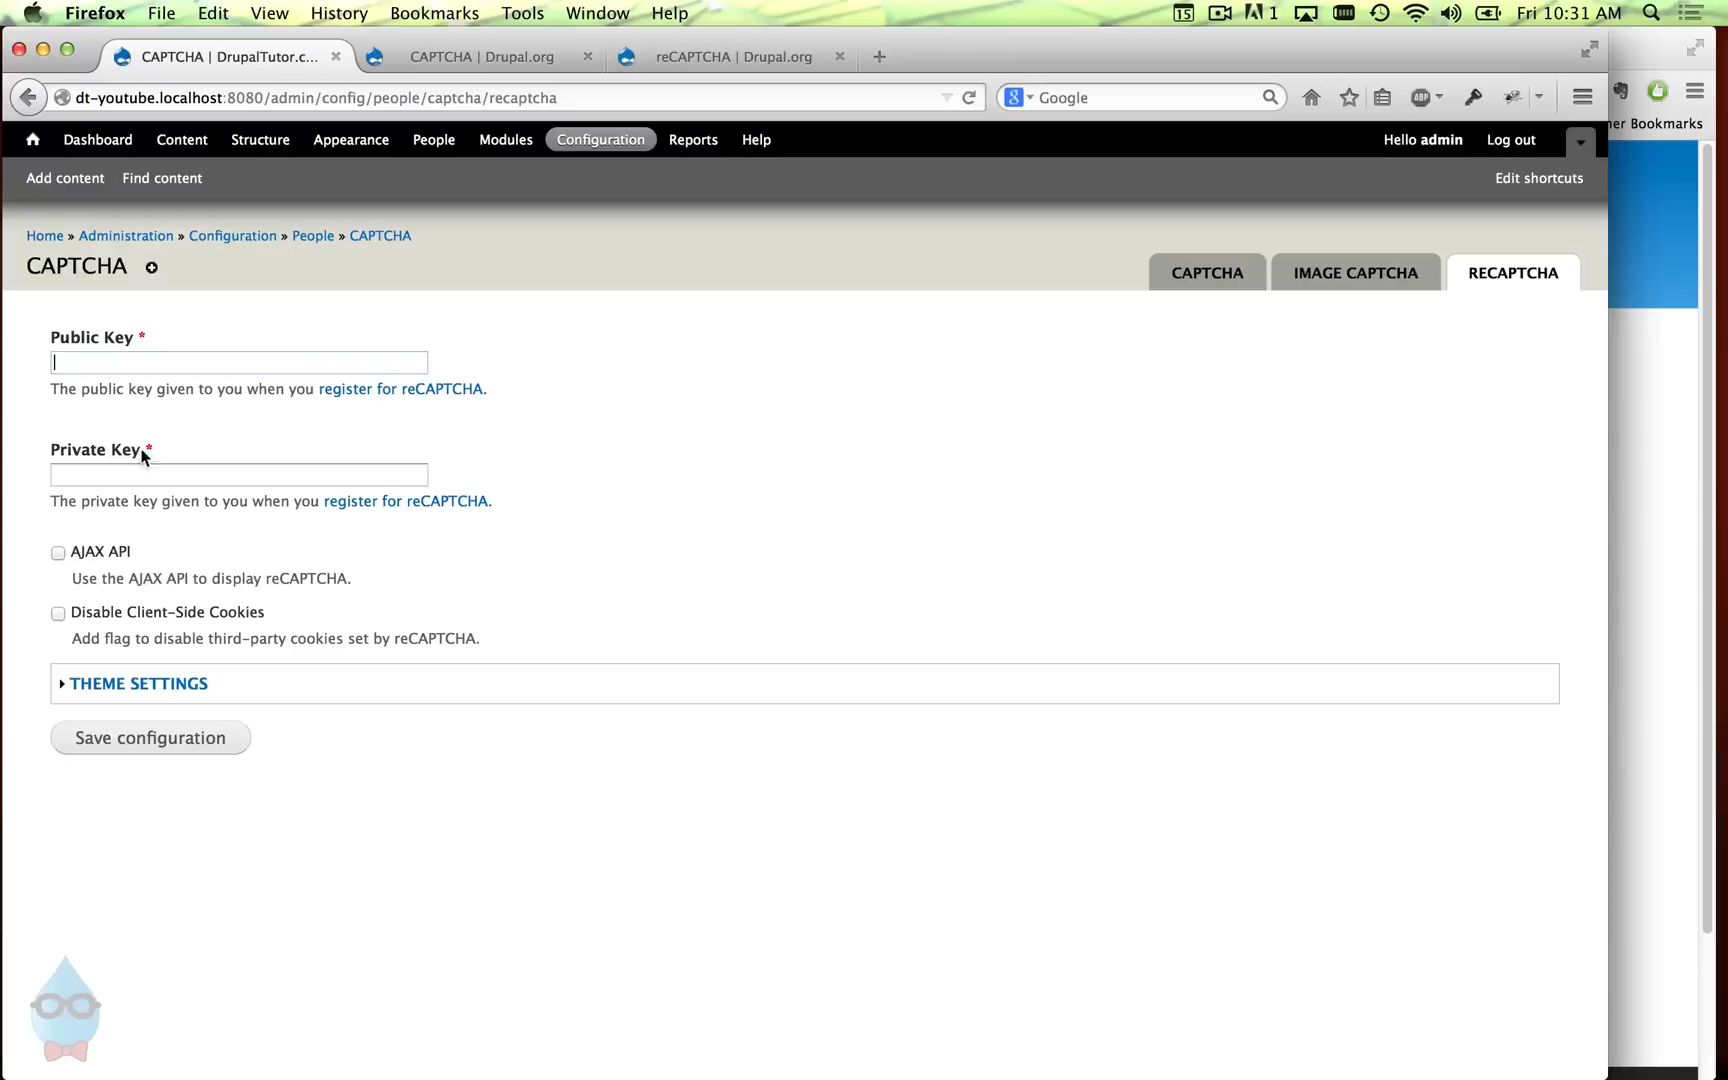 Firefox File Edit View History Bookmarks Tools Window Help 15 1 Fri 10:31 AM
CAPTCHA | DrupalTutor.c... CAPTCHA | Drupal.org reCAPTCHA | Drupal.org
dt-youtube.localhost:8080/admin/config/people/captcha/recaptcha Google ABP
er Bookmarks
Dashboard Content Structure Appearance People Modules Configuration Reports Help Hello admin Log out
Add content Find content Edit shortcuts
Home » Administration » Configuration » People » CAPTCHA
CAPTCHA
CAPTCHA IMAGE CAPTCHA RECAPTCHA
Public Key *
The public key given to you when you register for reCAPTCHA.
Private Key *
The private key given to you when you register for reCAPTCHA.
AJAX API
Use the AJAX API to display reCAPTCHA.
Disable Client-Side Cookies
Add flag to disable third-party cookies set by reCAPTCHA.
THEME SETTINGS
Save configuration